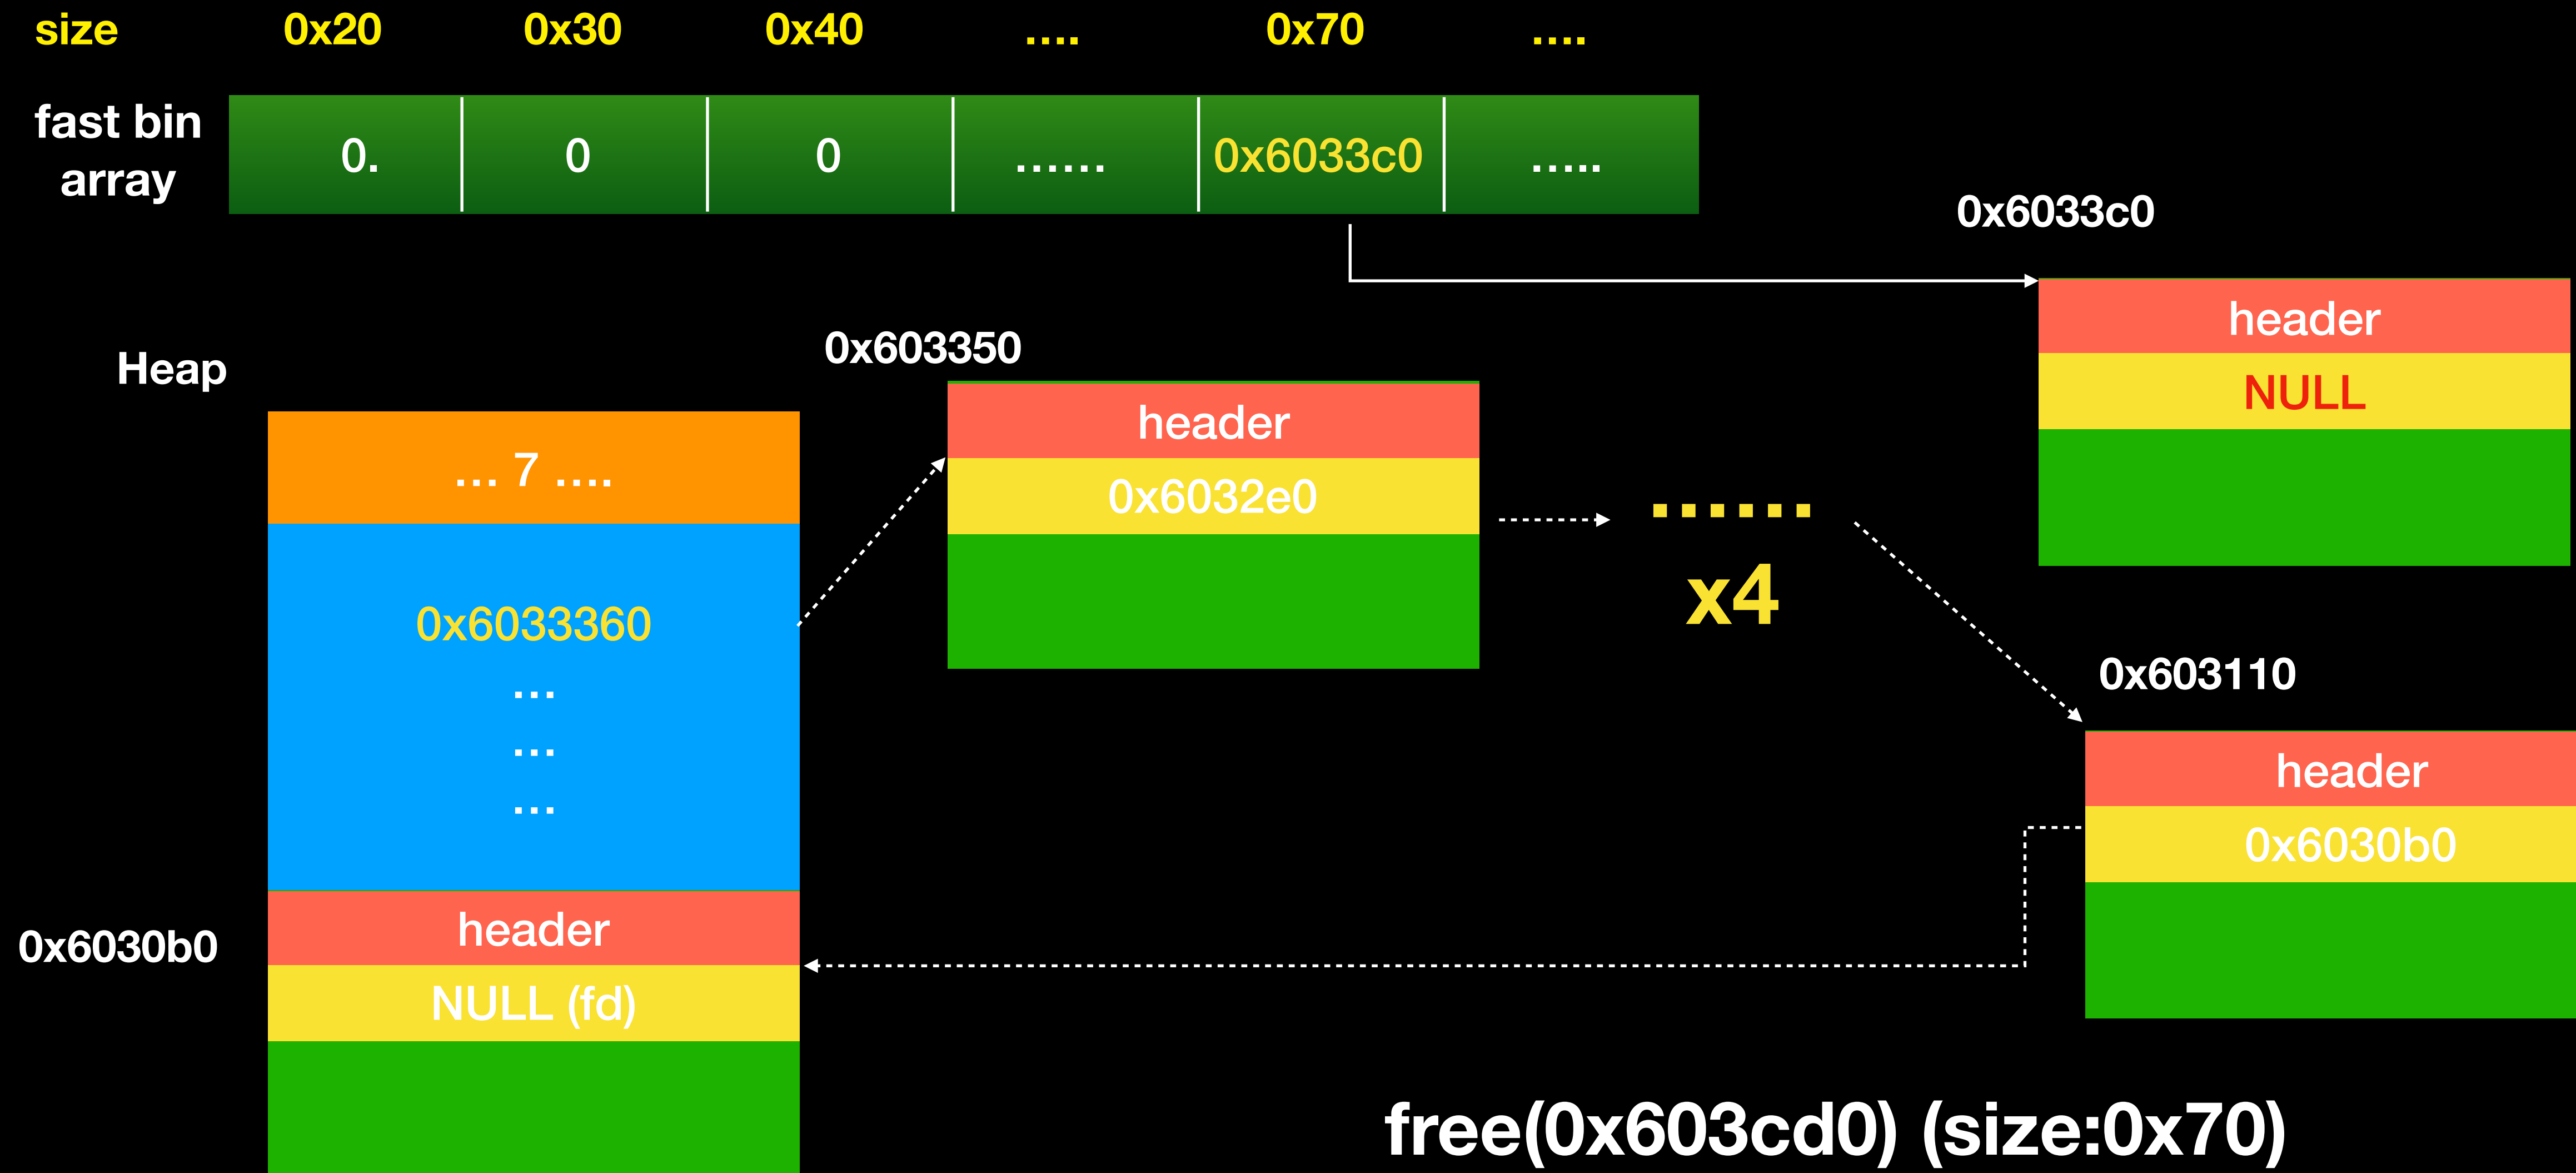 size 0x20 0x30 0x40 .... 0x70 ....
fast bin
array
0. 0 0 ...... 0x6033c0 .....
0x6033c0
header
NULL
Heap
0x603350
header
0x6032e0
......
x4
... 7 ....
0x6033360
...
...
...
0x603110
header
0x6030b0
0x6030b0
header
NULL (fd)
free(0x603cd0) (size:0x70)